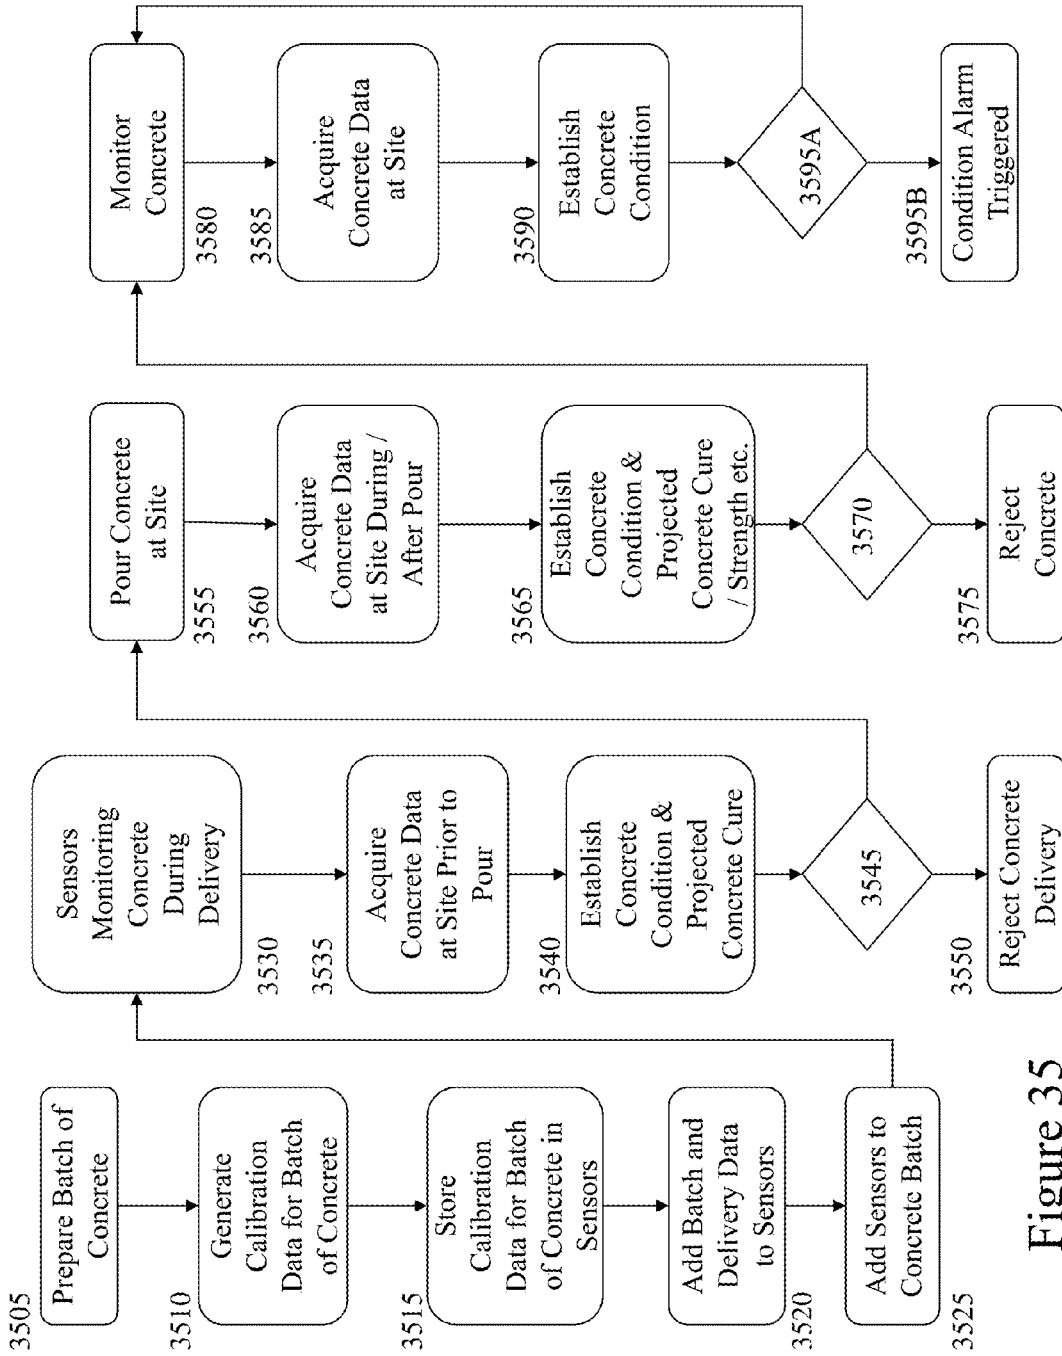 3505
Prepare Batch of
Concrete
3510
Generate
Calibration
Data for Batch
of Concrete
3515
Store
Calibration
Data for Batch
of Concrete in
Sensors
Add Batch and
Delivery Data
to Sensors
3520
Add Sensors to
Concrete Batch
3525
Sensors
Monitoring
Concrete
During
Delivery
3530
3535
Acquire
Concrete Data
at Site Prior to
Pour
3540
Establish
Concrete
Condition &
Projected
Concrete Cure
3545
3550
Reject Concrete
Delivery
Pour Concrete
at Site
3555
3560
Acquire
Concrete Data
at Site During /
After Pour
3565
Establish
Concrete
Condition &
Projected
Concrete Cure
/ Strength etc.
3570
3575
Reject
Concrete
Monitor
Concrete
3580
3585
Acquire
Concrete Data
at Site
3590
Establish
Concrete
Condition
3595A
3595B
Condition Alarm
Triggered
Figure 35